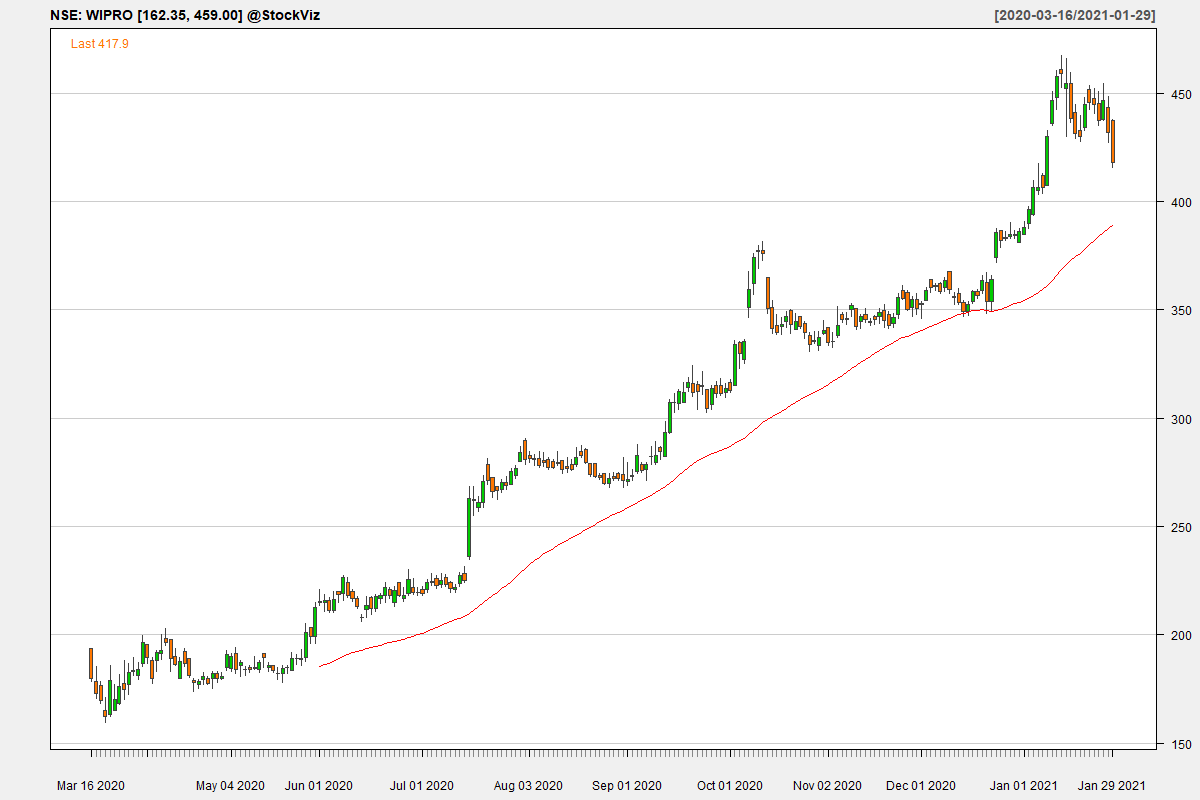 NSE: WIPRO [162.35, 459.00] @StockViz
[2020-03-16/2021-01-29]
Last 417.9
450
400
350
300
250
200
150
Mar 16 2020
May 04 2020
Jun 01 2020
Jul 01 2020
Aug 03 2020
Sep 01 2020
Oct 01 2020
Nov 02 2020
Dec 01 2020
Jan 01 2021
Jan 29 2021